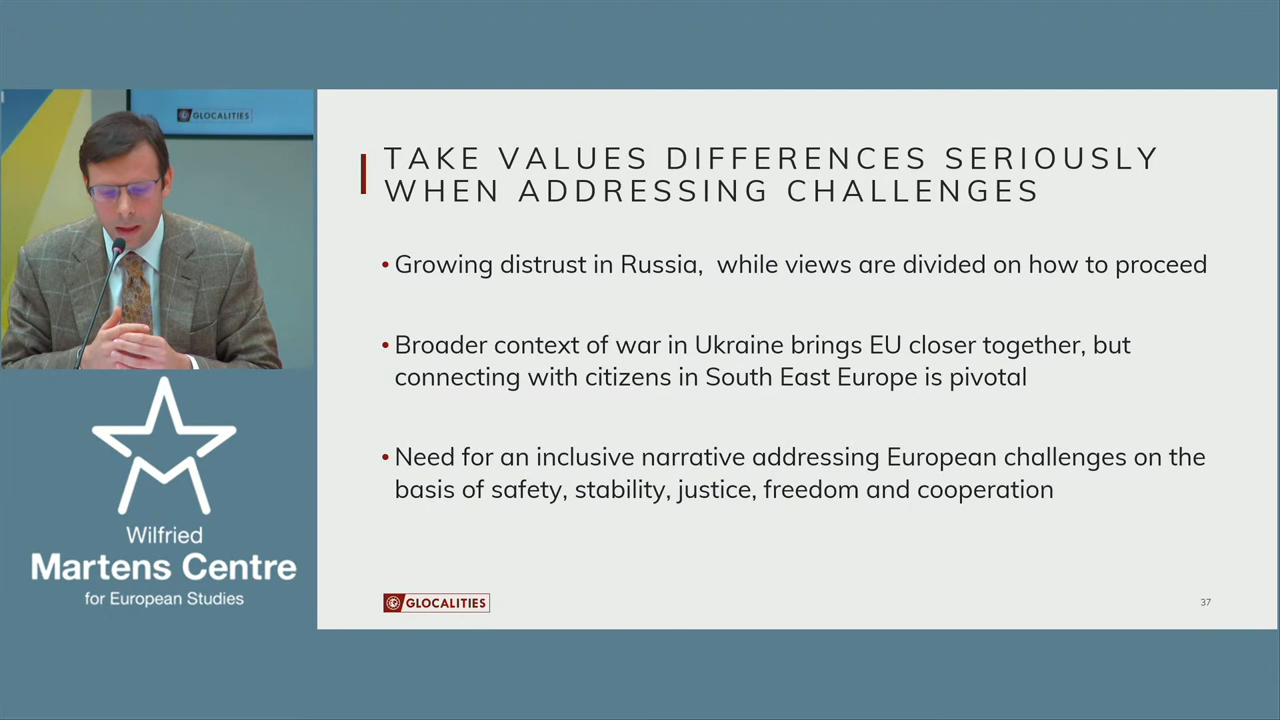 GLOCALITIES
TAKE VALUES DIFFERENCES SERIOUSLY
WHEN ADDRESSING CHALLENGES
• Growing distrust in Russia,  while views are divided on how to proceed
• Broader context of war in Ukraine brings EU closer together, but
connecting with citizens in South East Europe is pivotal
• Need for an inclusive narrative addressing European challenges on the
basis of safety, stability, justice, freedom and cooperation
GLOCALITIES
37
Wilfried
Martens Centre
for European Studies